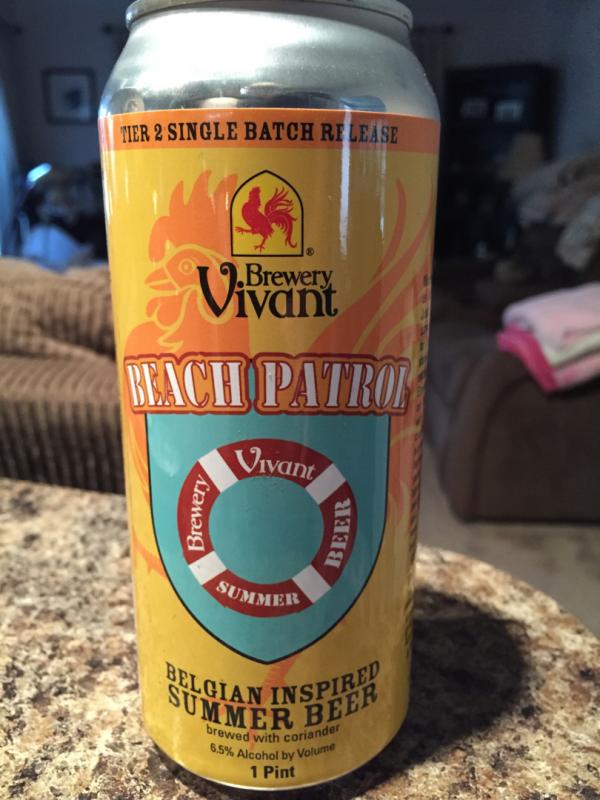 TIER 2 SINGLE BATCH RELEASE
®
Brewery
Vivant
BEACH PATROL
Brewery Vivant BEER
SUMMER
BELGIAN INSPIRED
SUMMER BEER
brewed with coriander
6.5% Alcohol by Volume
1 Pint